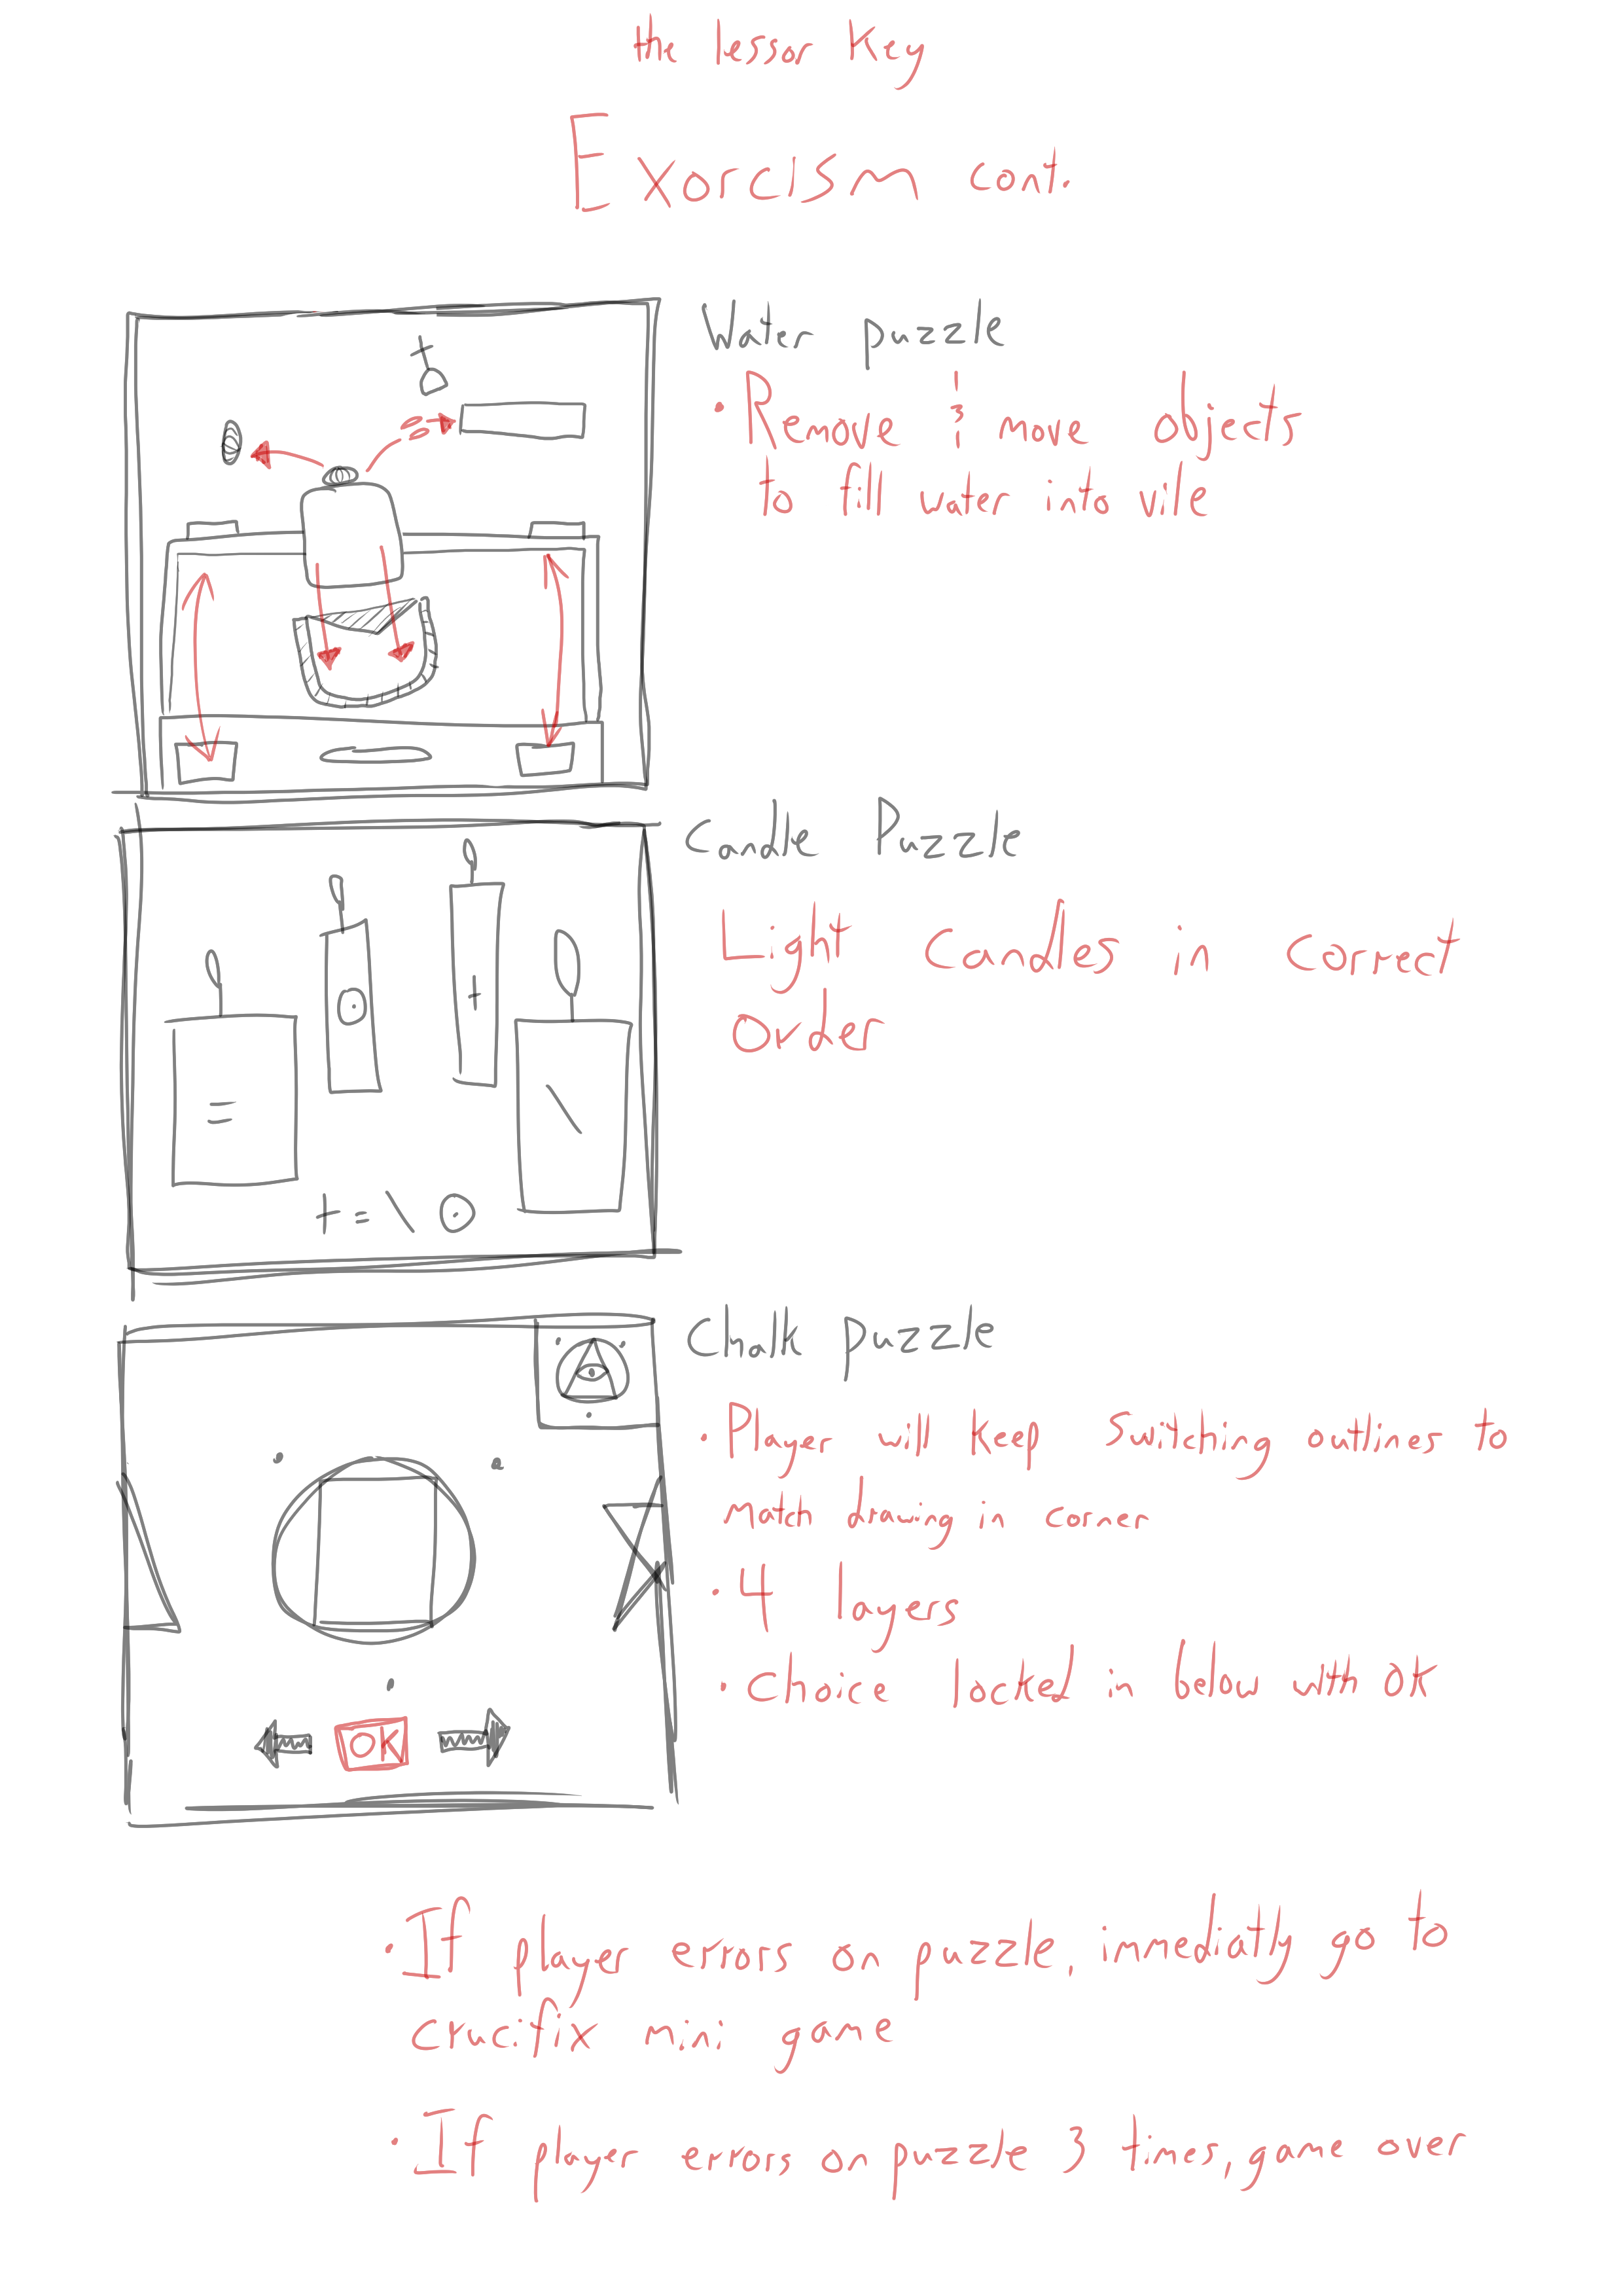 the lessor Key
Exorcism cont.
Water puzzle
• Remove & move objects
to fill water into vile
Candle Puzzle
Light candles in correct
order
+ = \ ⊙
Chalk puzzle
• Player will keep switching outlines to
match drawing in corner
• 4 layers
• choice locked in below with OK
OK
• If player errors on puzzle, immediatly go to
crucifix mini game
• If player errors on puzzle 3 times, game over